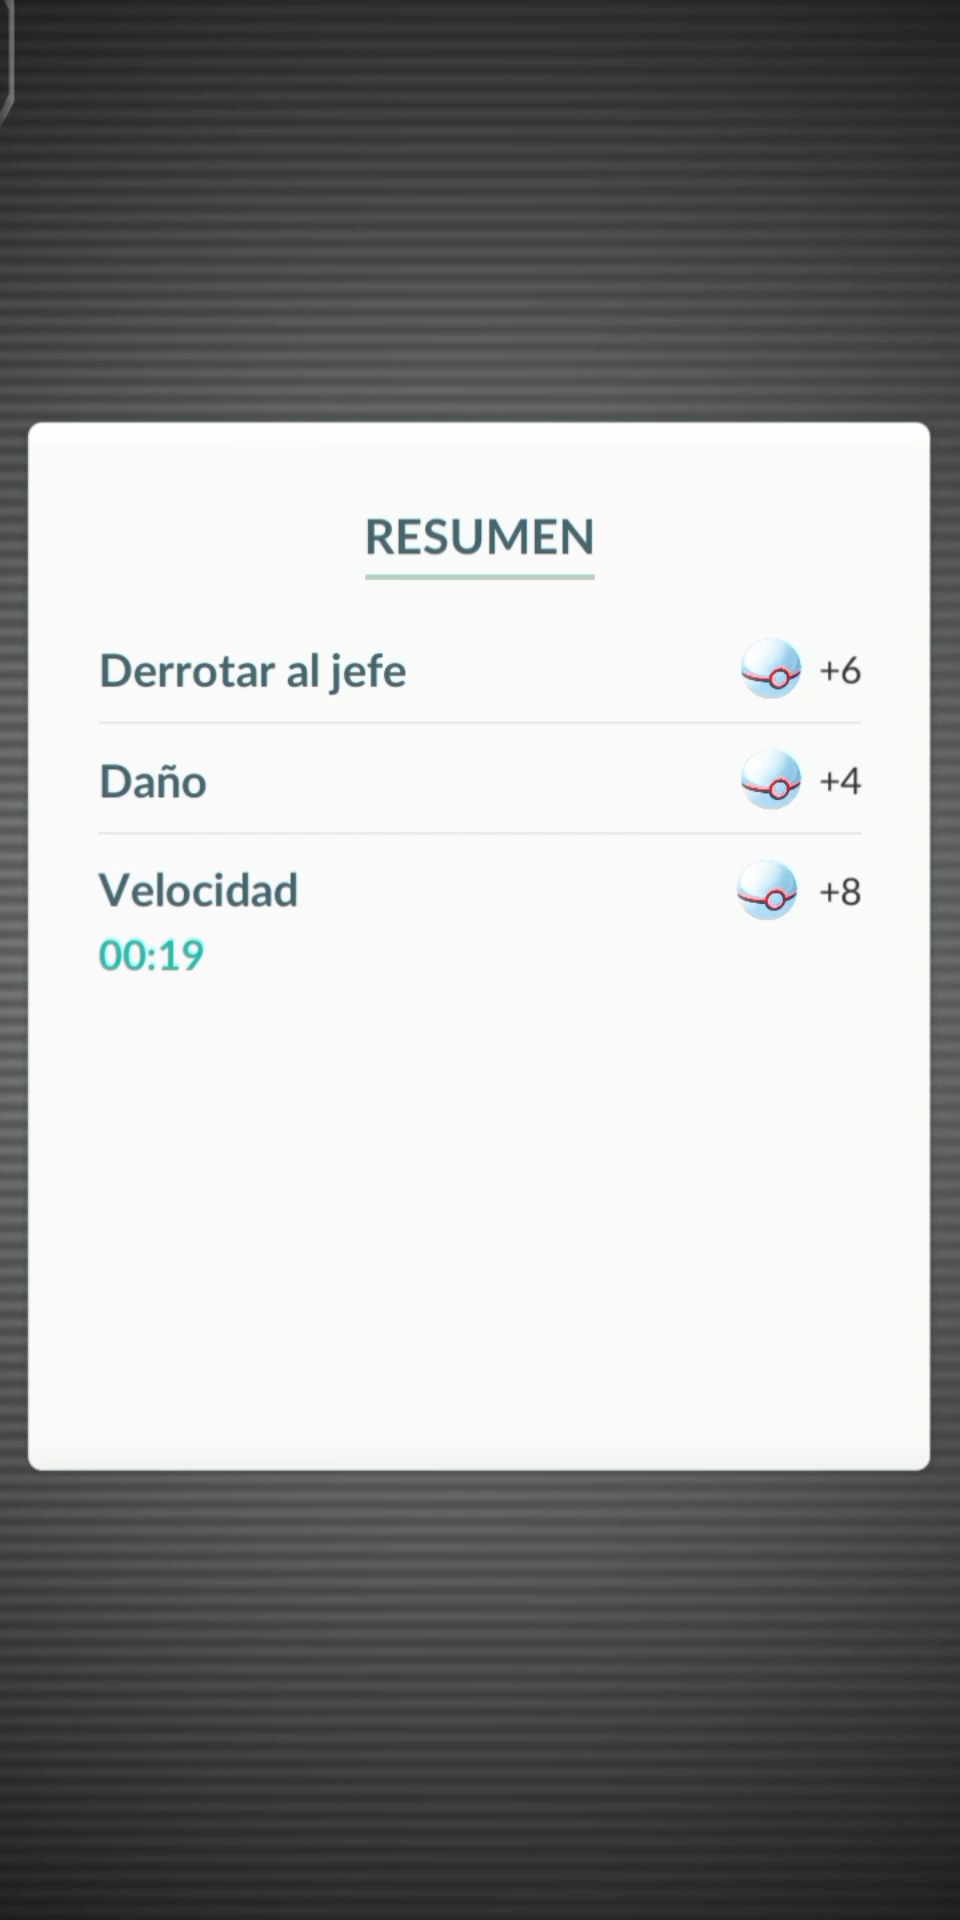 RESUMEN
Derrotar al jefe +6
Daño +4
Velocidad +8
00:19